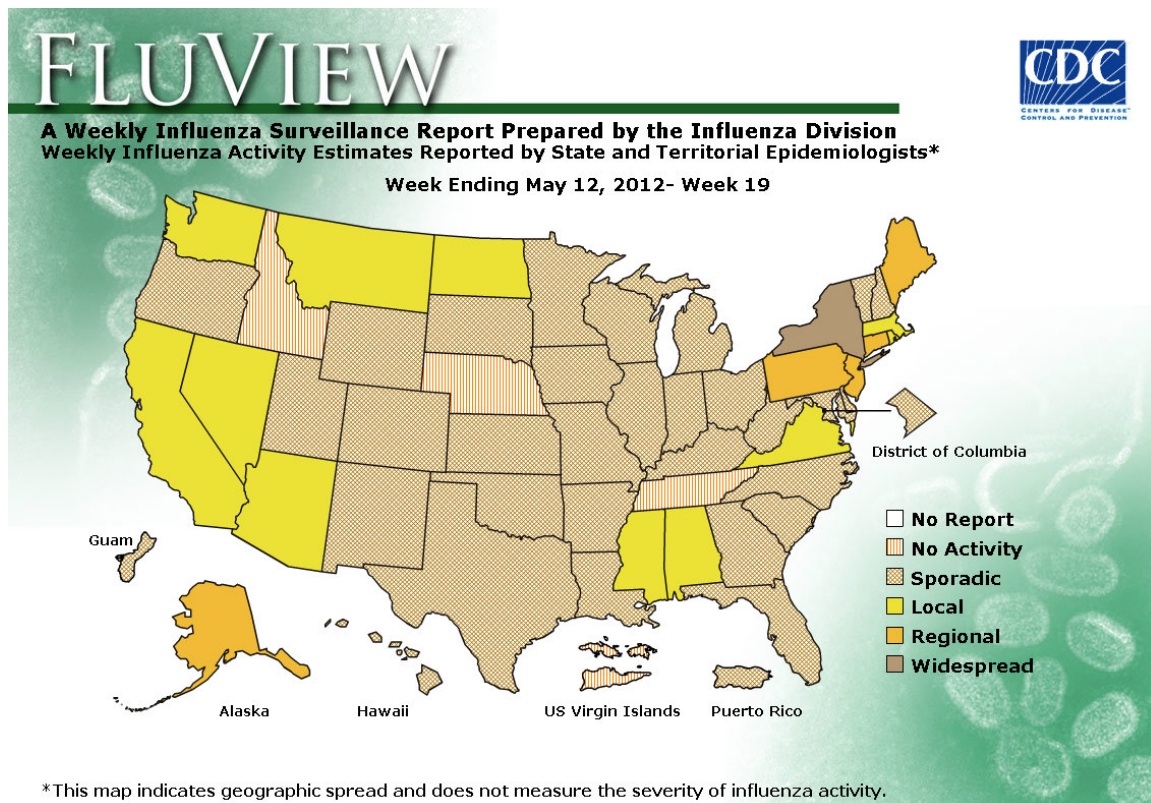 FLUVIEW
CDC
CENTERS FOR DISEASE™
CONTROL AND PREVENTION
A Weekly Influenza Surveillance Report Prepared by the Influenza Division
Weekly Influenza Activity Estimates Reported by State and Territorial Epidemiologists*
Week Ending May 12, 2012- Week 19
District of Columbia
No Report
No Activity
Sporadic
Local
Regional
Widespread
Guam
Alaska
Hawaii
US Virgin Islands
Puerto Rico
*This map indicates geographic spread and does not measure the severity of influenza activity.